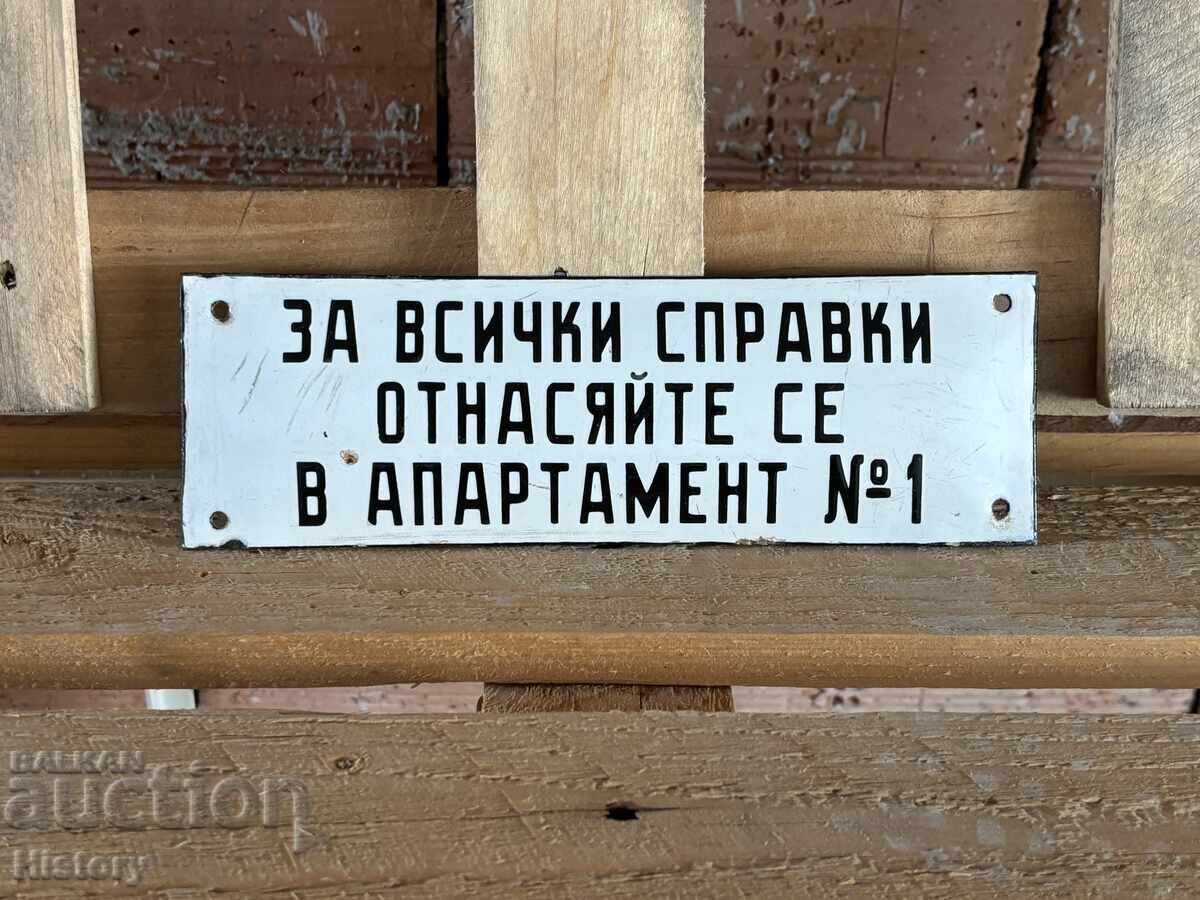 ЗА ВСИЧКИ СПРАВКИ
ОТНАСЯЙТЕ СЕ
В АПАРТАМЕНТ №1
BALKAN
auction
History